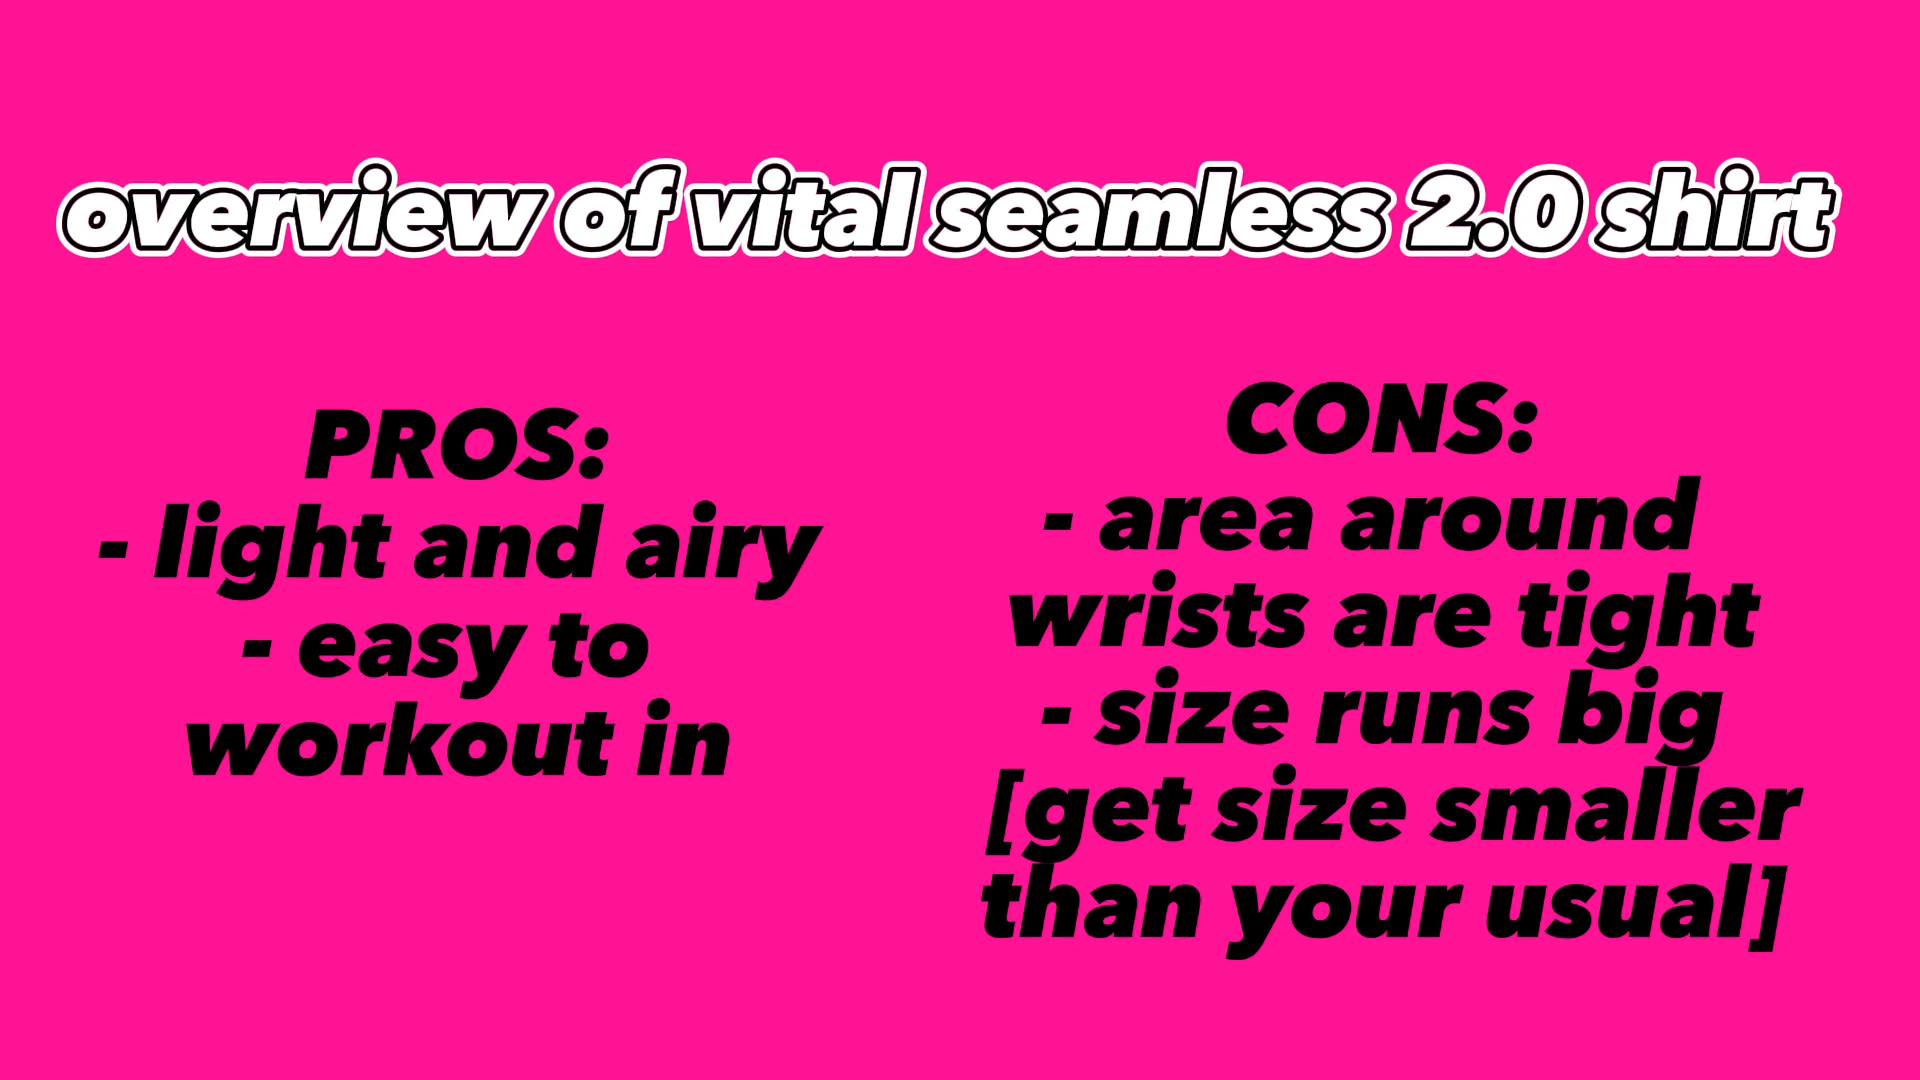 overview of vital seamless 2.0 shirt
PROS:
- light and airy
- easy to
workout in
CONS:
- area around
wrists are tight
- size runs big
[get size smaller
than your usual]